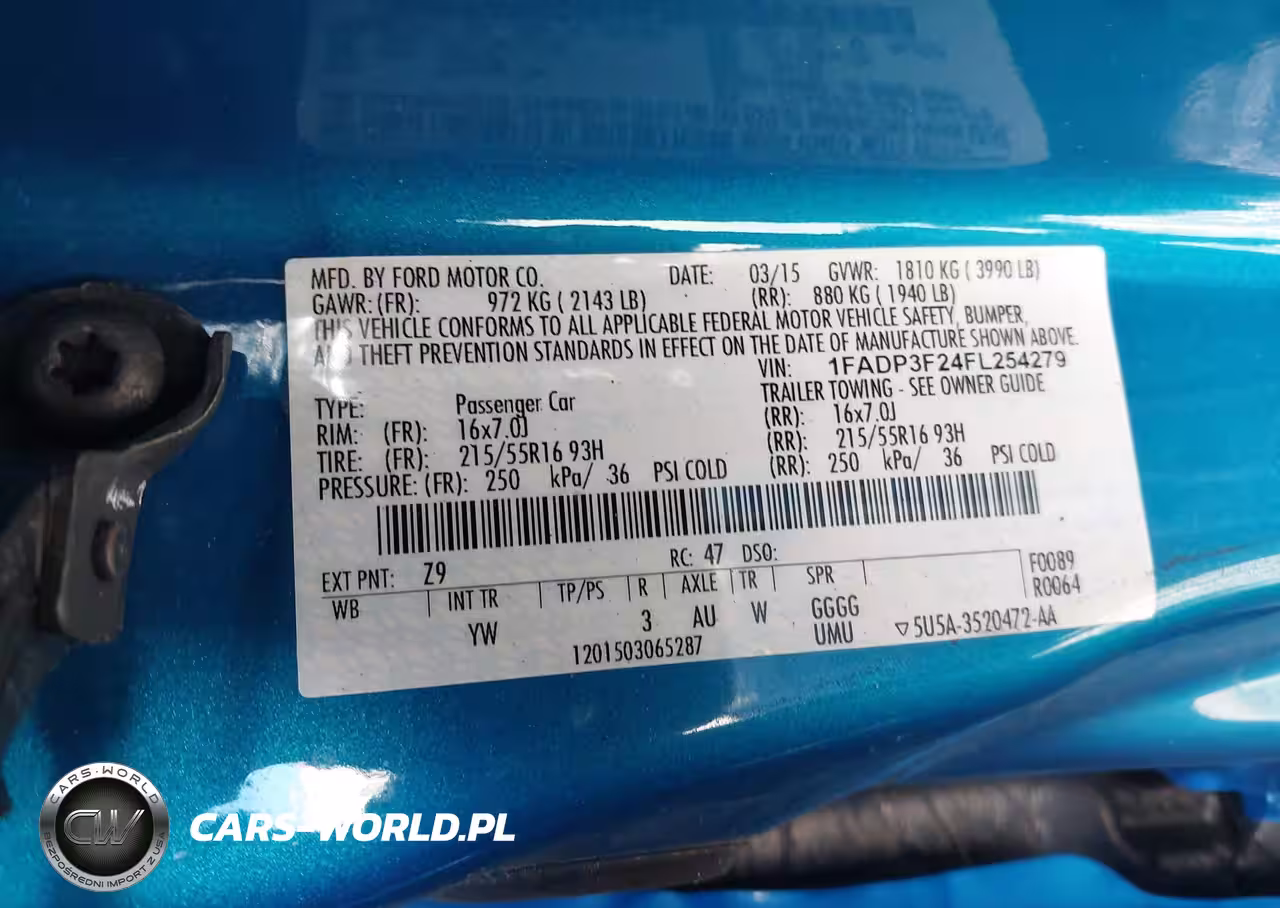 MFD. BY FORD MOTOR CO. DATE: 03/15 GVWR: 1810 KG ( 3990 LB)
GAWR: (FR): 972 KG ( 2143 LB) (RR): 880 KG ( 1940 LB)
THIS VEHICLE CONFORMS TO ALL APPLICABLE FEDERAL MOTOR VEHICLE SAFETY, BUMPER,
AND THEFT PREVENTION STANDARDS IN EFFECT ON THE DATE OF MANUFACTURE SHOWN ABOVE.
VIN: 1FADP3F24FL254279
TYPE: Passenger Car TRAILER TOWING - SEE OWNER GUIDE
RIM: (FR): 16x7.0J (RR): 16x7.0J
TIRE: (FR): 215/55R16 93H (RR): 215/55R16 93H
PRESSURE: (FR): 250 kPa/ 36 PSI COLD (RR): 250 kPa/ 36 PSI COLD
EXT PNT: Z9 RC: 47 DSO: F0089
WB INT TR TP/PS R AXLE TR SPR R0064
YW 3 AU W GGGG
UMU ▽5U5A-3520472-AA
1201503065287
CARS-WORLD
CW
BEZPOŚREDNI IMPORT Z USA
CARS-WORLD.PL